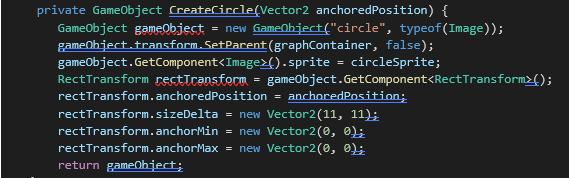 private GameObject CreateCircle(Vector2 anchoredPosition) {
GameObject gameObject = new GameObject("circle", typeof(Image));
gameObject.transform.SetParent(graphContainer, false);
gameObject.GetComponent<Image>().sprite = circleSprite;
RectTransform rectTransform = gameObject.GetComponent<RectTransform>();
rectTransform.anchoredPosition = anchoredPosition;
rectTransform.sizeDelta = new Vector2(11, 11);
rectTransform.anchorMin = new Vector2(0, 0);
rectTransform.anchorMax = new Vector2(0, 0);
return gameObject;